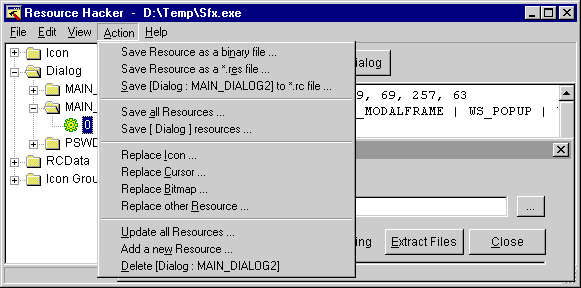 Resource Hacker - D:\Temp\Sfx.exe
File Edit View Action Help
Icon
Dialog
MAIN_
MAIN_
0
PSWD
RCData
Icon Grou
Save Resource as a binary file ...
Save Resource as a *.res file ...
Save [Dialog : MAIN_DIALOG2] to *.rc file ...
Save all Resources ...
Save [ Dialog ] resources ...
Replace Icon ...
Replace Cursor ...
Replace Bitmap ...
Replace other Resource ...
Update all Resources ...
Add a new Resource ...
Delete [Dialog : MAIN_DIALOG2]
ialog
9, 69, 257, 63
_MODALFRAME | WS_POPUP |
...
ng Extract Files Close